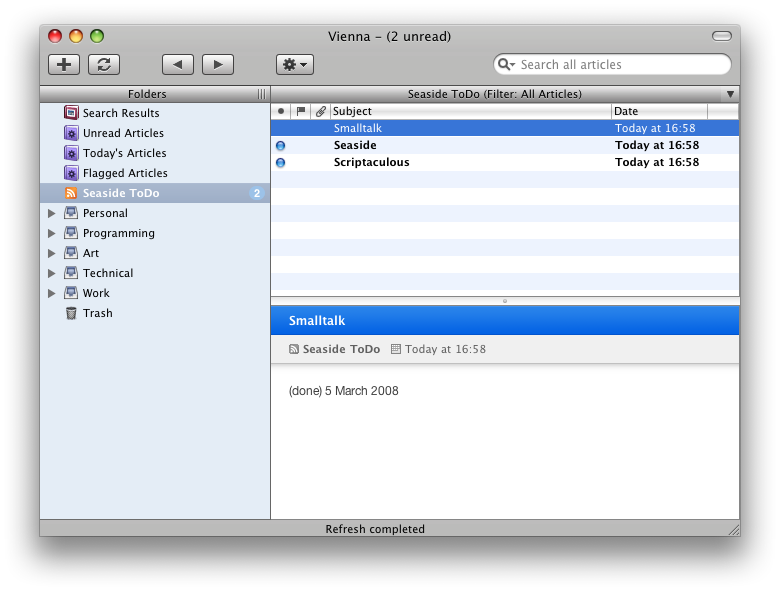 Vienna – (2 unread)
Search all articles
Folders
Seaside ToDo (Filter: All Articles)
Search Results
Unread Articles
Today's Articles
Flagged Articles
Seaside ToDo 2
Personal
Programming
Art
Technical
Work
Trash
Subject Date
Smalltalk Today at 16:58
Seaside Today at 16:58
Scriptaculous Today at 16:58
Smalltalk
Seaside ToDo Today at 16:58
(done) 5 March 2008
Refresh completed